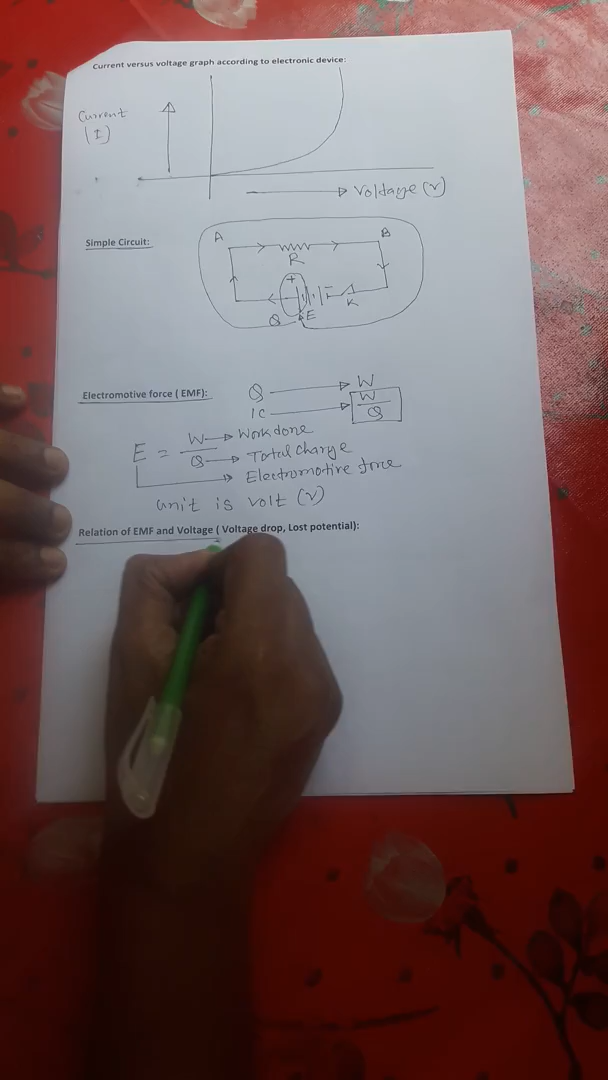 Current versus voltage graph according to electronic device:
Current
(I)
Voltage (V)
Simple Circuit:
A
B
R
+
K
Q
E
Electromotive force ( EMF):
Q W
1C W/Q
E = W/Q
Work done
Total charge
Electromotive force
unit is volt (V)
Relation of EMF and Voltage ( Voltage drop, Lost potential):